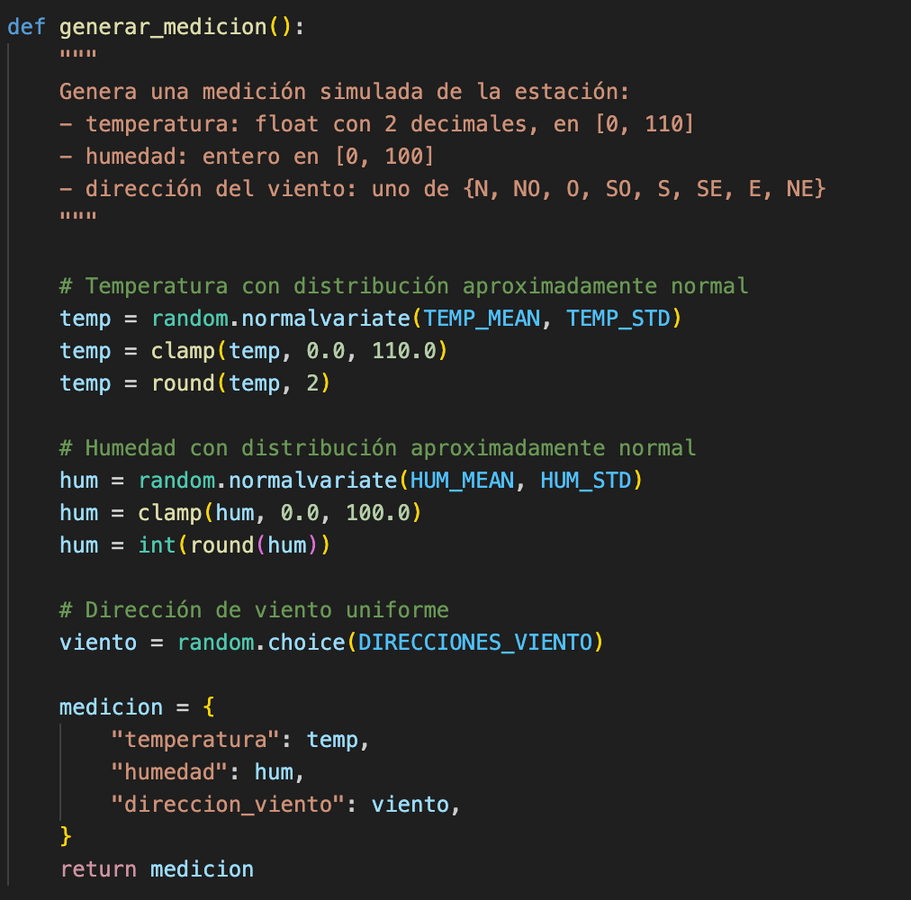 def generar_medicion():
    """
    Genera una medición simulada de la estación:
    - temperatura: float con 2 decimales, en [0, 110]
    - humedad: entero en [0, 100]
    - dirección del viento: uno de {N, NO, O, SO, S, SE, E, NE}
    """

    # Temperatura con distribución aproximadamente normal
    temp = random.normalvariate(TEMP_MEAN, TEMP_STD)
    temp = clamp(temp, 0.0, 110.0)
    temp = round(temp, 2)

    # Humedad con distribución aproximadamente normal
    hum = random.normalvariate(HUM_MEAN, HUM_STD)
    hum = clamp(hum, 0.0, 100.0)
    hum = int(round(hum))

    # Dirección de viento uniforme
    viento = random.choice(DIRECCIONES_VIENTO)

    medicion = {
        "temperatura": temp,
        "humedad": hum,
        "direccion_viento": viento,
    }
    return medicion